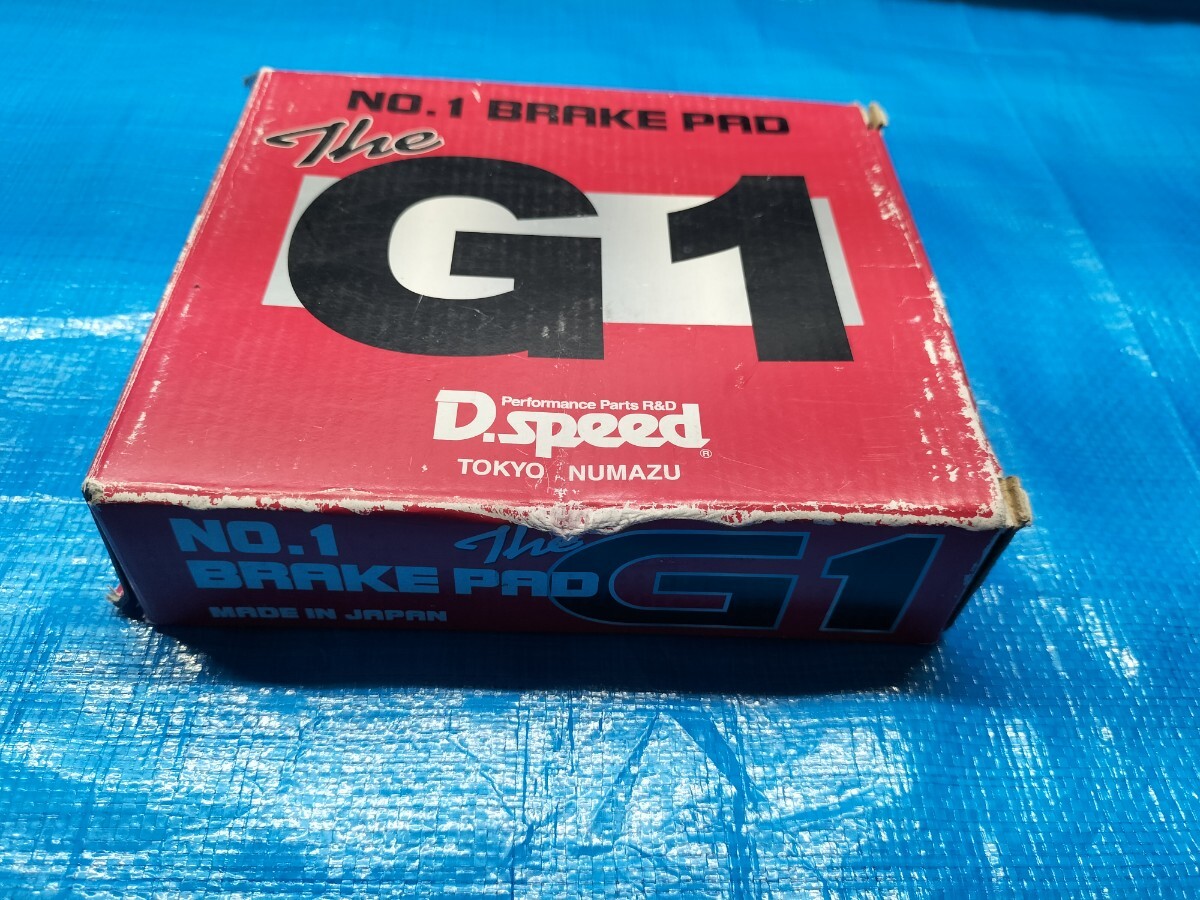 NO.1 BRAKE PAD
The
G1
Performance Parts R&D
D.speed®
TOKYO NUMAZU
NO.1
BRAKE PAD
The
G1
MADE IN JAPAN